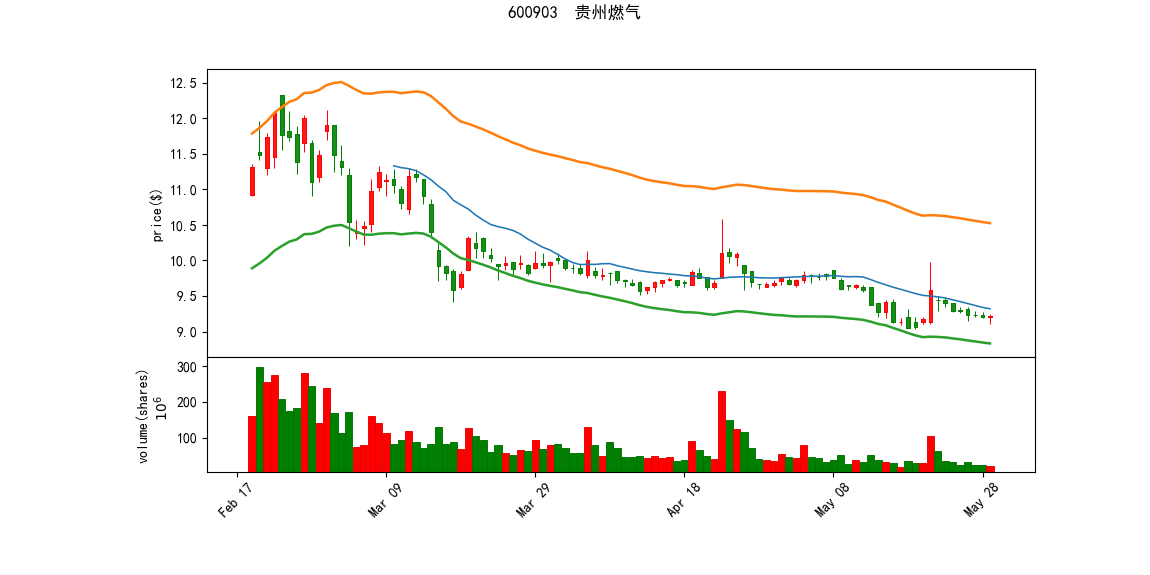 600903 贵州燃气
price($)
12.5
12.0
11.5
11.0
10.5
10.0
9.5
9.0
volume(shares)
10^6
300
200
100
Feb 17
Mar 09
Mar 29
Apr 18
May 08
May 28